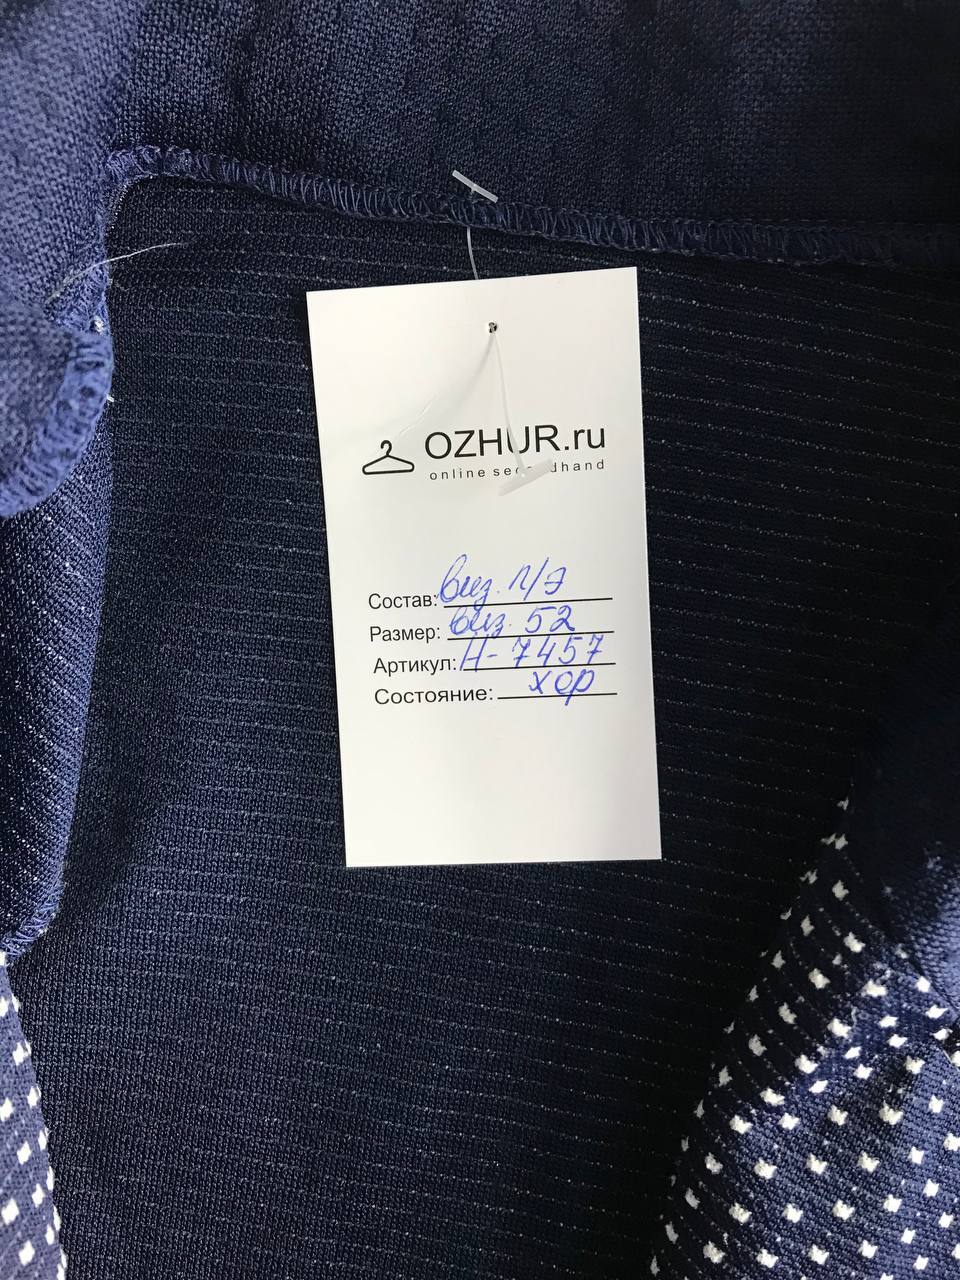 OZHUR.ru
online secondhand
Состав: виз. п/э
Размер: виз. 52
Артикул: Н-7457
Состояние: хор